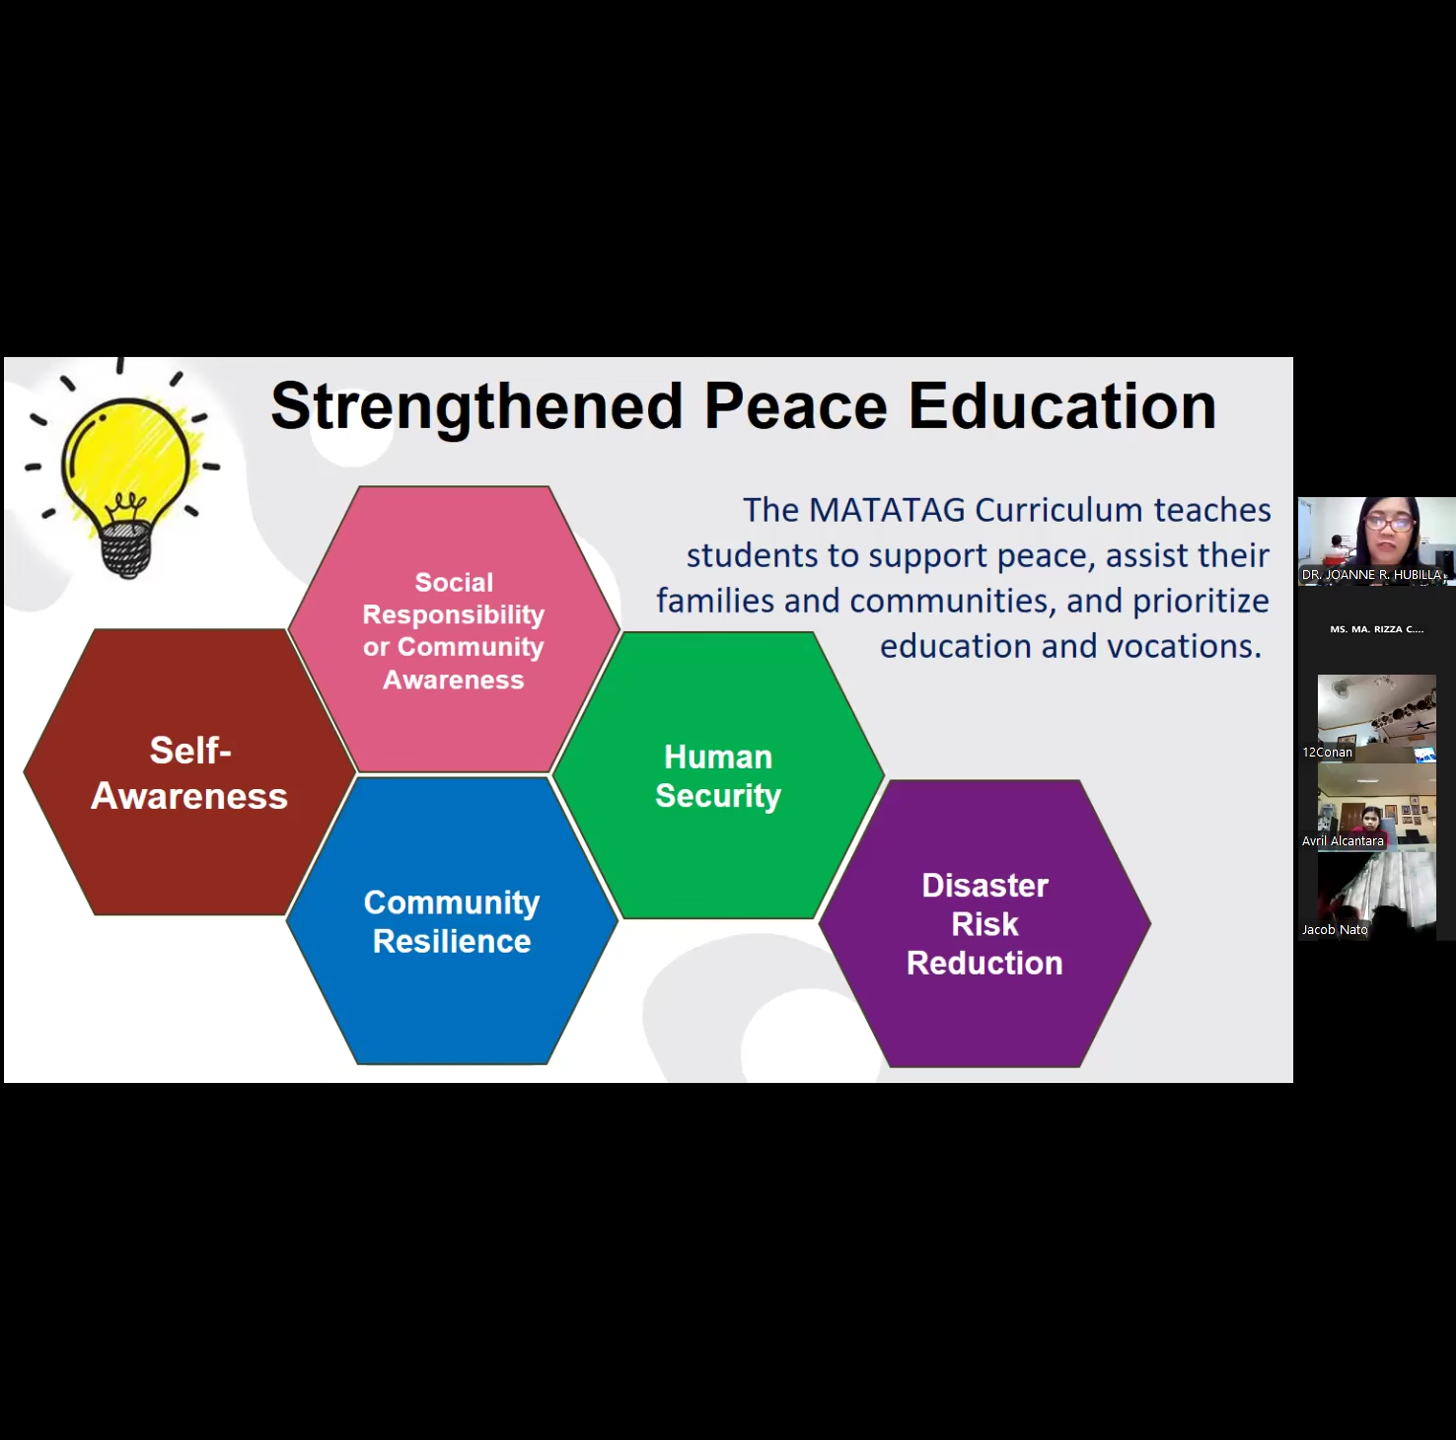 Strengthened Peace Education
The MATATAG Curriculum teaches
students to support peace, assist their
families and communities, and prioritize
education and vocations.
Social
Responsibility
or Community
Awareness
Self-
Awareness
Human
Security
Community
Resilience
Disaster
Risk
Reduction
DR. JOANNE R. HUBILLA
MS. MA. RIZZA C....
12Conan
Avril Alcantara
Jacob Nato